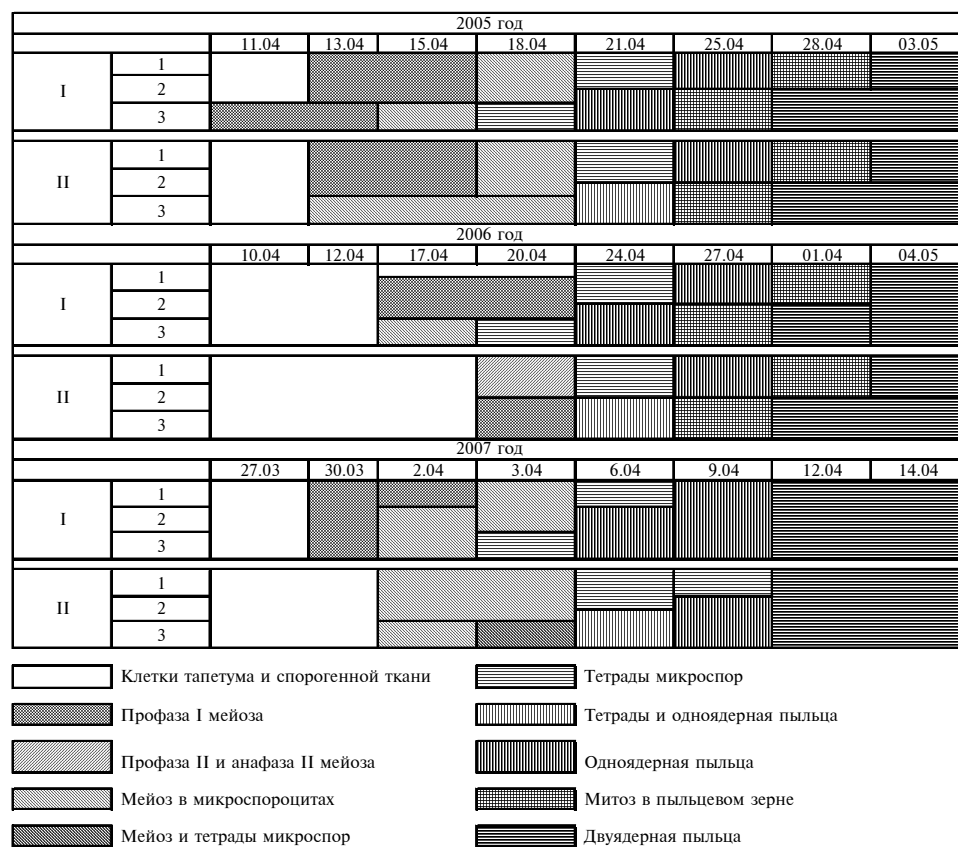 2005 год
11.04 13.04 15.04 18.04 21.04 25.04 28.04 03.05
1
I 2
3
1
II 2
3
2006 год
10.04 12.04 17.04 20.04 24.04 27.04 01.04 04.05
1
I 2
3
1
II 2
3
2007 год
27.03 30.03 2.04 3.04 6.04 9.04 12.04 14.04
1
I 2
3
1
II 2
3
Клетки тапетума и спорогенной ткани
Профаза I мейоза
Профаза II и анафаза II мейоза
Мейоз в микроспороцитах
Мейоз и тетрады микроспор
Тетрады микроспор
Тетрады и одноядерная пыльца
Одноядерная пыльца
Митоз в пыльцевом зерне
Двуядерная пыльца